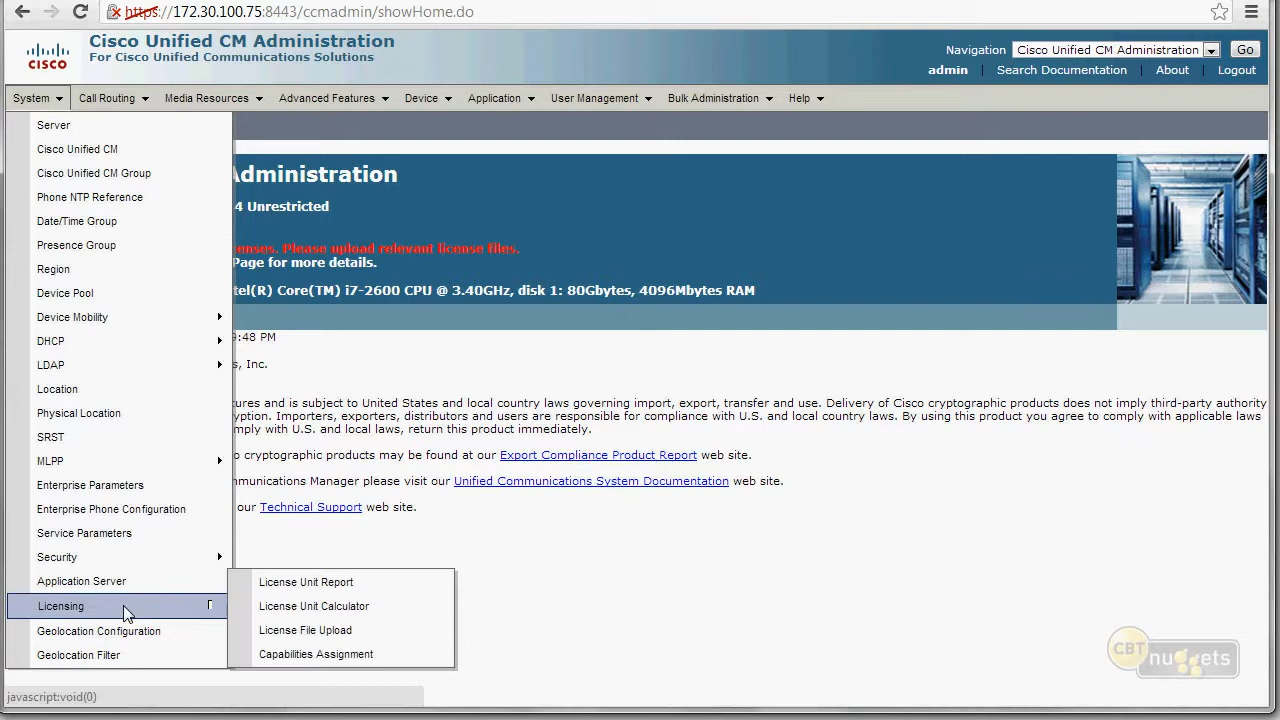 https://172.30.100.75:8443/ccmadmin/showHome.do
Cisco Unified CM Administration
For Cisco Unified Communications Solutions
CISCO
Navigation Cisco Unified CM Administration Go
admin | Search Documentation | About | Logout
System Call Routing Media Resources Advanced Features Device Application User Management Bulk Administration Help
Server
Cisco Unified CM
Cisco Unified CM Group
Phone NTP Reference
Date/Time Group
Presence Group
Region
Device Pool
Device Mobility
DHCP
LDAP
Location
Physical Location
SRST
MLPP
Enterprise Parameters
Enterprise Phone Configuration
Service Parameters
Security
Application Server
Licensing
Geolocation Configuration
Geolocation Filter
License Unit Report
License Unit Calculator
License File Upload
Capabilities Assignment
Administration
4 Unrestricted
enses. Please upload relevant license files.
Page for more details.
tel(R) Core(TM) i7-2600 CPU @ 3.40GHz, disk 1: 80Gbytes, 4096Mbytes RAM
9:48 PM
s, Inc.
tures and is subject to United States and local country laws governing import, export, transfer and use. Delivery of Cisco cryptographic products does not imply third-party authority
yption. Importers, exporters, distributors and users are responsible for compliance with U.S. and local country laws. By using this product you agree to comply with applicable laws
mply with U.S. and local laws, return this product immediately.
o cryptographic products may be found at our Export Compliance Product Report web site.
mmunications Manager please visit our Unified Communications System Documentation web site.
our Technical Support web site.
CBT nuggets
javascript:void(0)